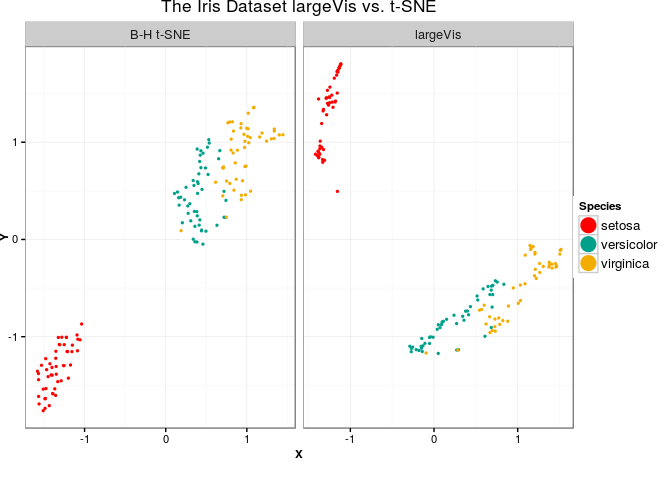 The Iris Dataset largeVis vs. t-SNE
B-H t-SNE
largeVis
1
0
-1
Y
-1
0
1
-1
0
1
X
Species
setosa
versicolor
virginica